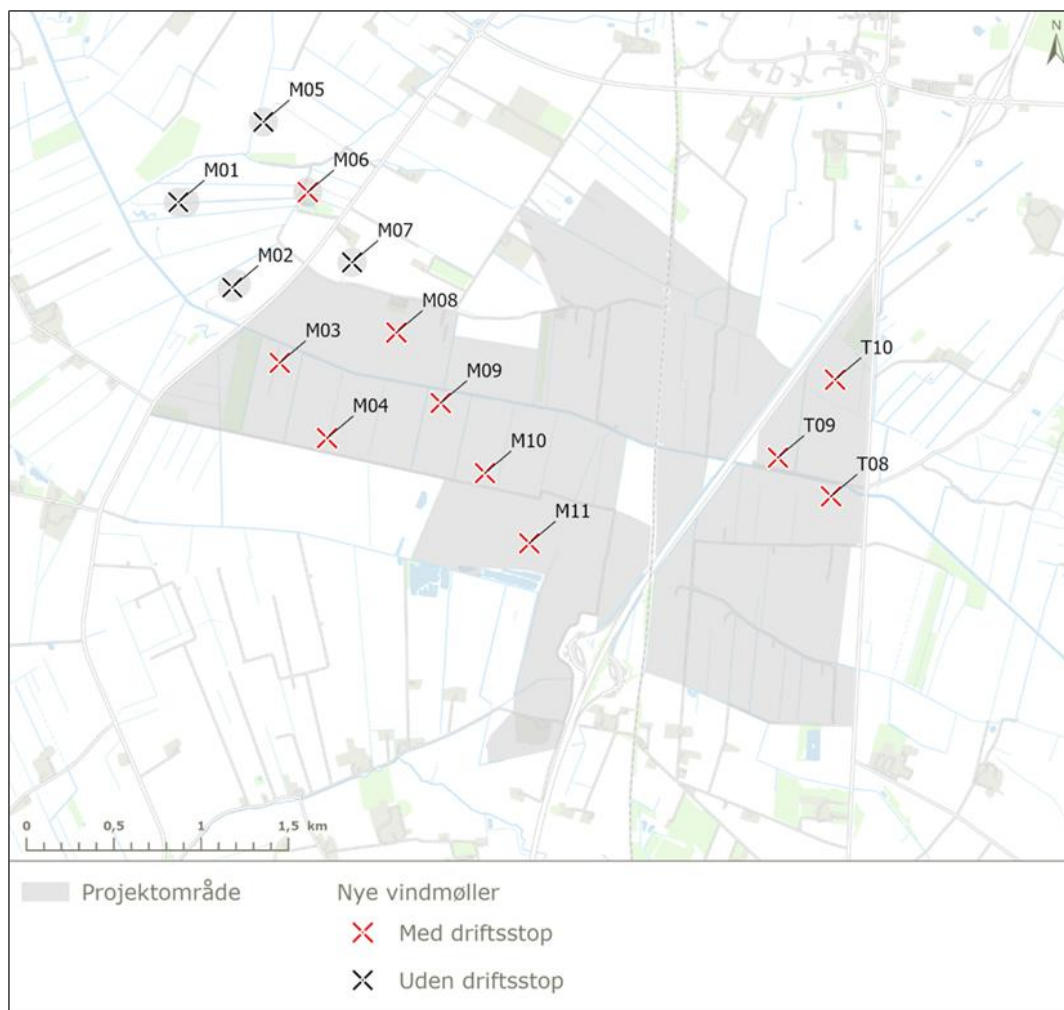 N
M05
M06
M01
M07
M02
M08
M03
T10
M09
M04
T09
M10
T08
M11
0 0,5 1 1,5 km
Projektområde
Nye vindmøller
Med driftsstop
Uden driftsstop